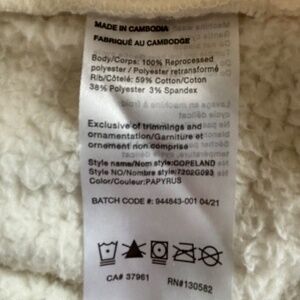 MADE IN CAMBODIA
FABRIQUÉ AU CAMBODGE
Body/Corps: 100% Reprocessed
polyester / Polyester retransformé
Rib/Côtelé: 59% Cotton/Coton
38% Polyester 3% Spandex
Exclusive of trimmings and
ornamentation/Garniture et
ornement non comprise
Style name/Nom style:COPELAND
Style NO/Nombre style:7202G093
Color/Couleur:PAPYRUS
BATCH CODE #: 944843-001 04/21
CA# 37961 RN#130582